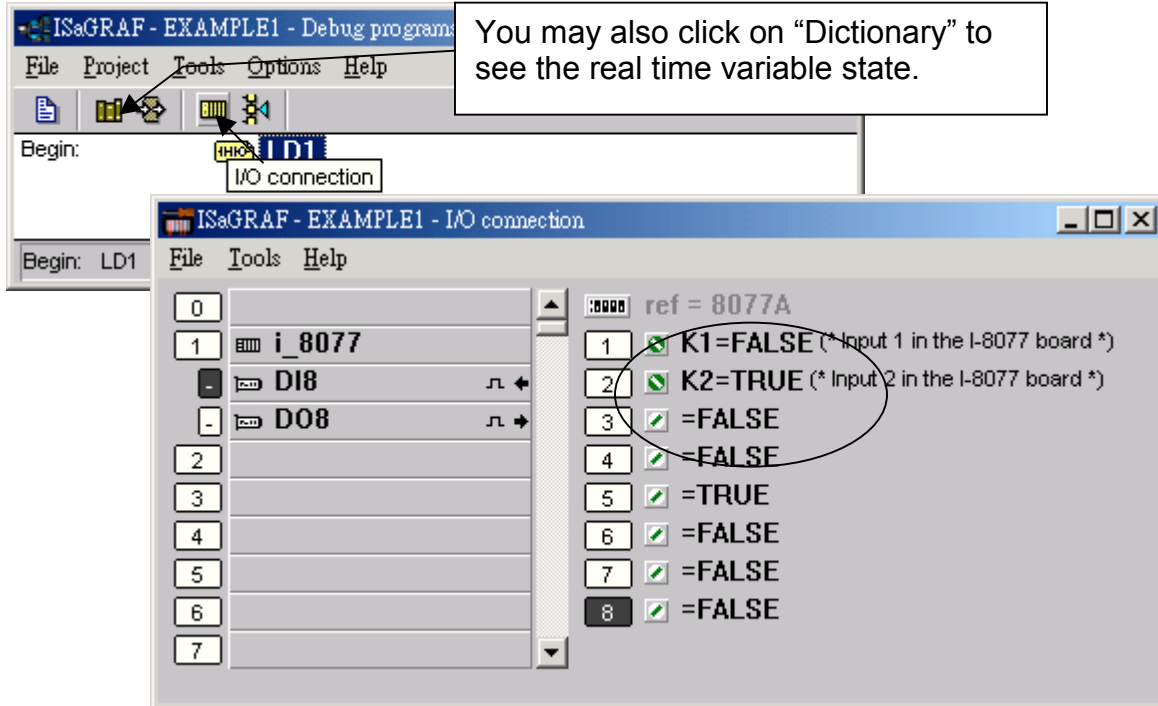 ISaGRAF - EXAMPLE1 - Debug programs
You may also click on “Dictionary” to
see the real time variable state.
File Project Tools Options Help
Begin: LD1
I/O connection
Begin: LD1
ISaGRAF - EXAMPLE1 - I/O connection
File Tools Help
0
1 i_8077
- DI8
- DO8
2
3
4
5
6
7
ref = 8077A
1 K1=FALSE (* Input 1 in the I-8077 board *)
2 K2=TRUE (* Input 2 in the I-8077 board *)
3 =FALSE
4 =FALSE
5 =TRUE
6 =FALSE
7 =FALSE
8 =FALSE